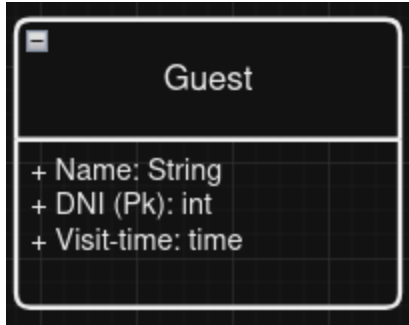 Guest
+ Name: String
+ DNI (Pk): int
+ Visit-time: time